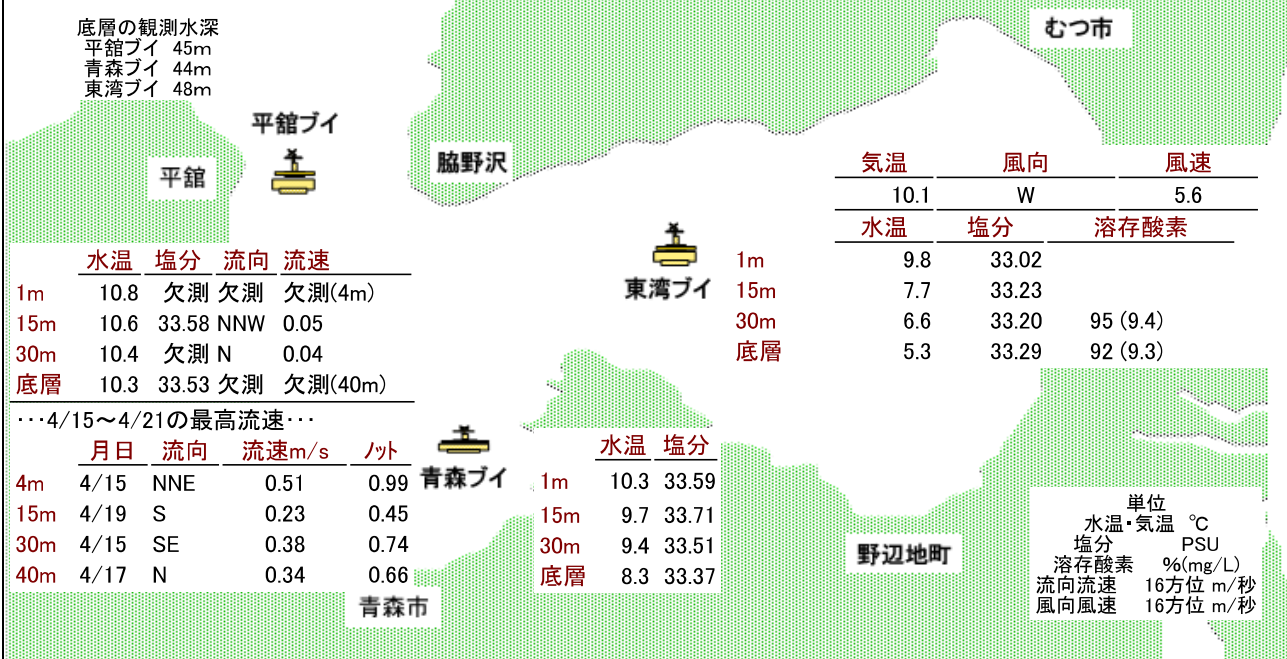 底層の観測水深
平舘ブイ 45m
青森ブイ 44m
東湾ブイ 48m
むつ市
平舘ブイ
平舘
脇野沢
気温 風向 風速
10.1 W 5.6
水温 塩分 溶存酸素
1m 9.8 33.02
15m 7.7 33.23
30m 6.6 33.20 95 (9.4)
底層 5.3 33.29 92 (9.3)
東湾ブイ
水温 塩分 流向 流速
1m 10.8 欠測 欠測 欠測(4m)
15m 10.6 33.58 NNW 0.05
30m 10.4 欠測 N 0.04
底層 10.3 33.53 欠測 欠測(40m)
…4/15～4/21の最高流速…
月日 流向 流速m/s ノット
4m 4/15 NNE 0.51 0.99
15m 4/19 S 0.23 0.45
30m 4/15 SE 0.38 0.74
40m 4/17 N 0.34 0.66
青森ブイ
水温 塩分
1m 10.3 33.59
15m 9.7 33.71
30m 9.4 33.51
底層 8.3 33.37
青森市
野辺地町
単位
水温・気温 ℃
塩分 PSU
溶存酸素 %(mg/L)
流向流速 16方位 m/秒
風向風速 16方位 m/秒